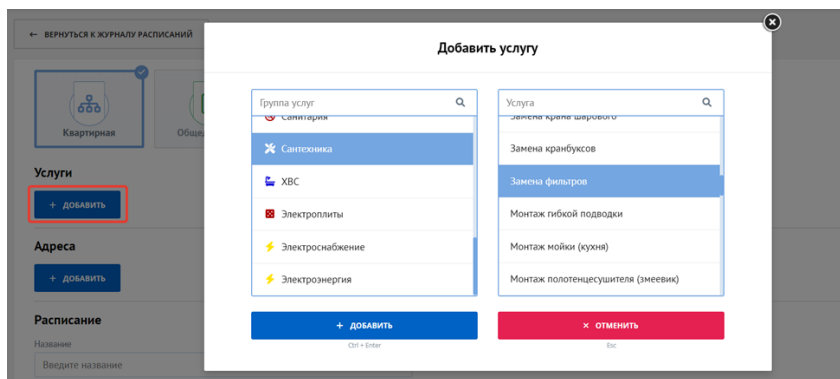 ← ВЕРНУТЬСЯ К ЖУРНАЛУ РАСПИСАНИЙ
Квартирная
Услуги
+ ДОБАВИТЬ
Адреса
+ ДОБАВИТЬ
Расписание
Название
Введите название
Добавить услугу
Группа услуг
Санитария
Сантехника
ХВС
Электроплиты
Электроснабжение
Электроэнергия
+ ДОБАВИТЬ
Ctrl + Enter
Услуга
Замена крана шарового
Замена кранбуксов
Замена фильтров
Монтаж гибкой подводки
Монтаж мойки (кухня)
Монтаж полотенцесушителя (змеевик)
× ОТМЕНИТЬ
Esc